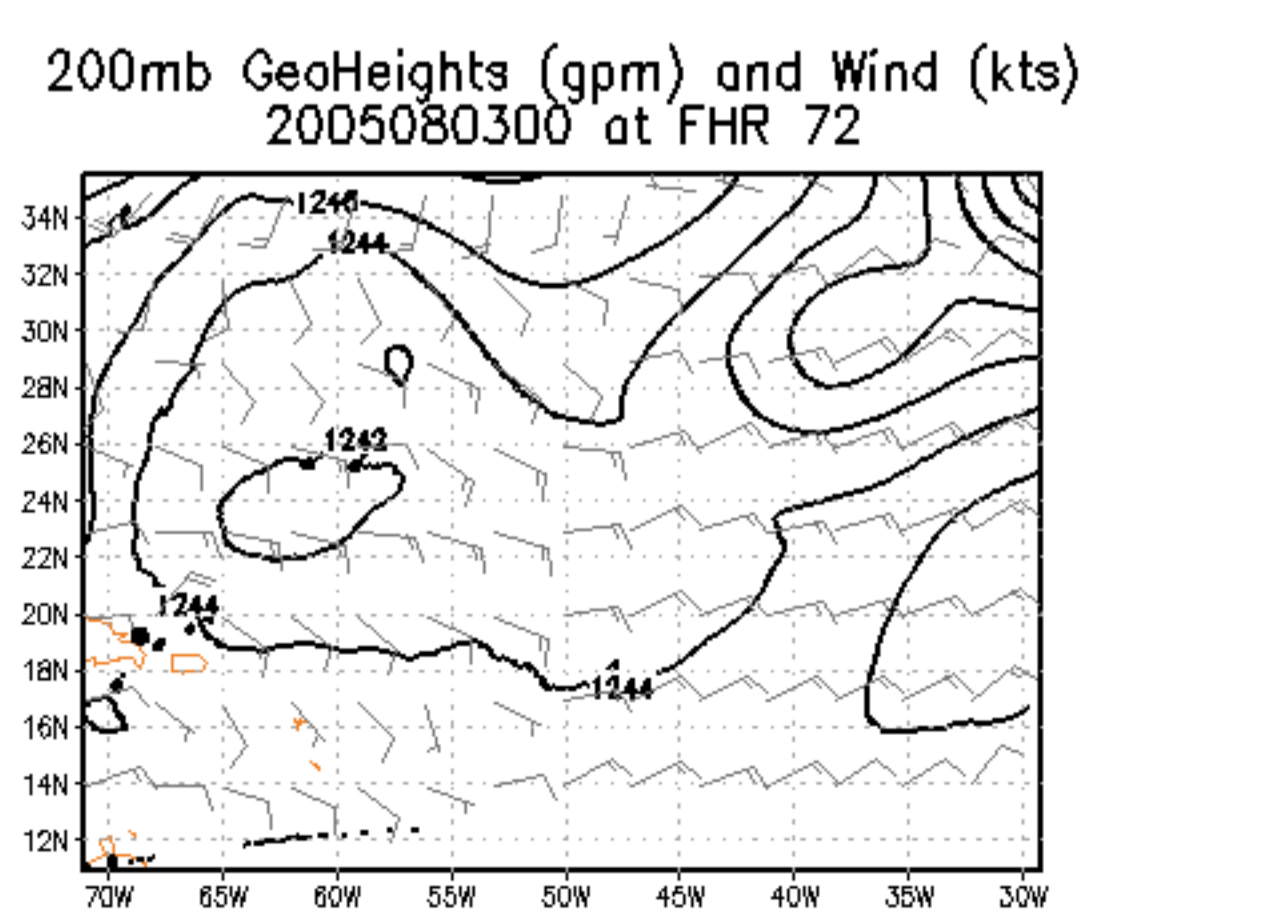 200mb GeoHeights (gpm) and Wind (kts)
2005080300 at FHR 72
34N
32N
30N
28N
26N
24N
22N
20N
18N
16N
14N
12N
1246
1244
1242
1244
1244
70W
65W
60W
55W
50W
45W
40W
35W
30W